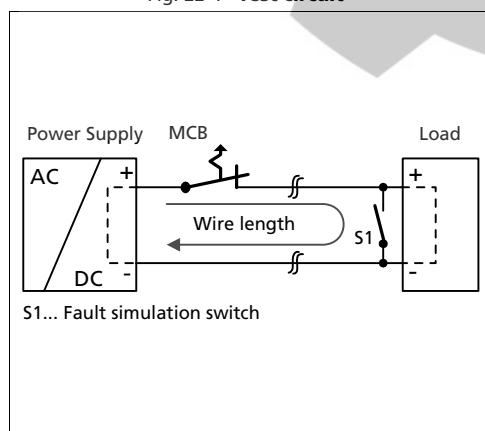 Power Supply MCB Load
AC + +
Wire length
S1
- -
DC
S1... Fault simulation switch